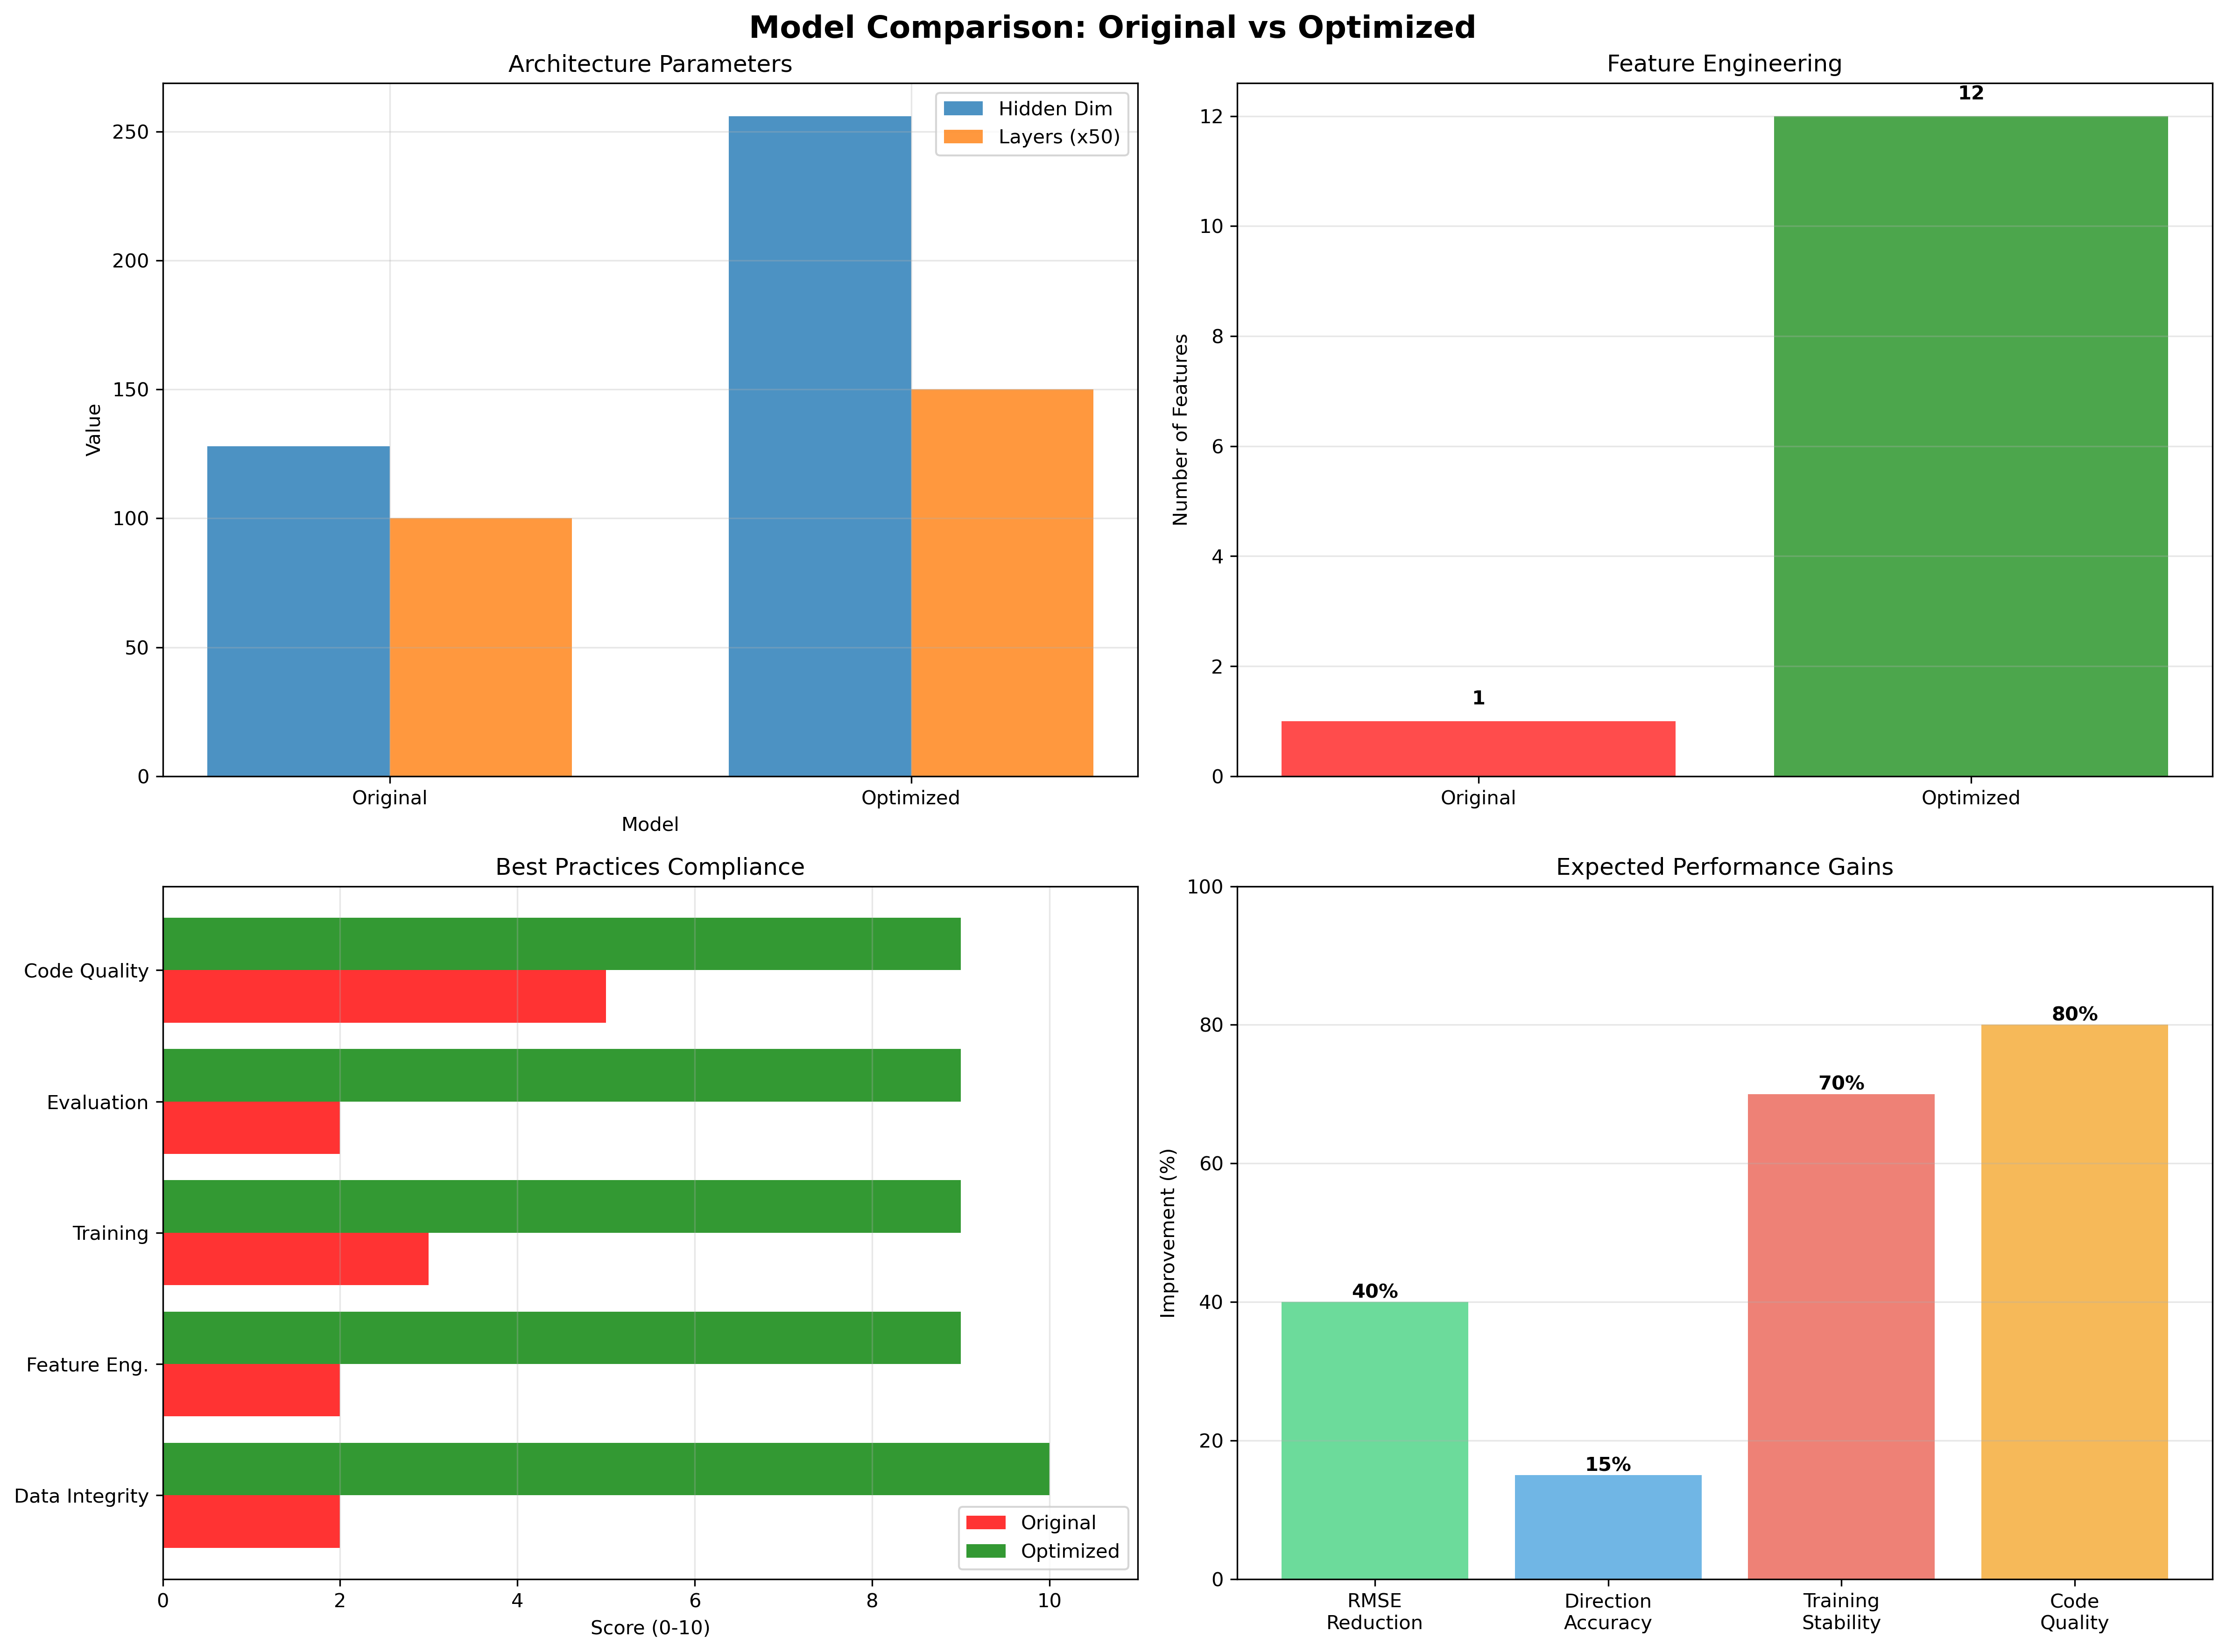 Model Comparison: Original vs Optimized
Architecture Parameters
Hidden Dim
Layers (x50)
Value
250
200
150
100
50
0
Original
Optimized
Model
Feature Engineering
Number of Features
12
10
8
6
4
2
0
1
12
Original
Optimized
Best Practices Compliance
Code Quality
Evaluation
Training
Feature Eng.
Data Integrity
Original
Optimized
0
2
4
6
8
10
Score (0-10)
Expected Performance Gains
Improvement (%)
100
80
60
40
20
0
40%
15%
70%
80%
RMSE
Reduction
Direction
Accuracy
Training
Stability
Code
Quality